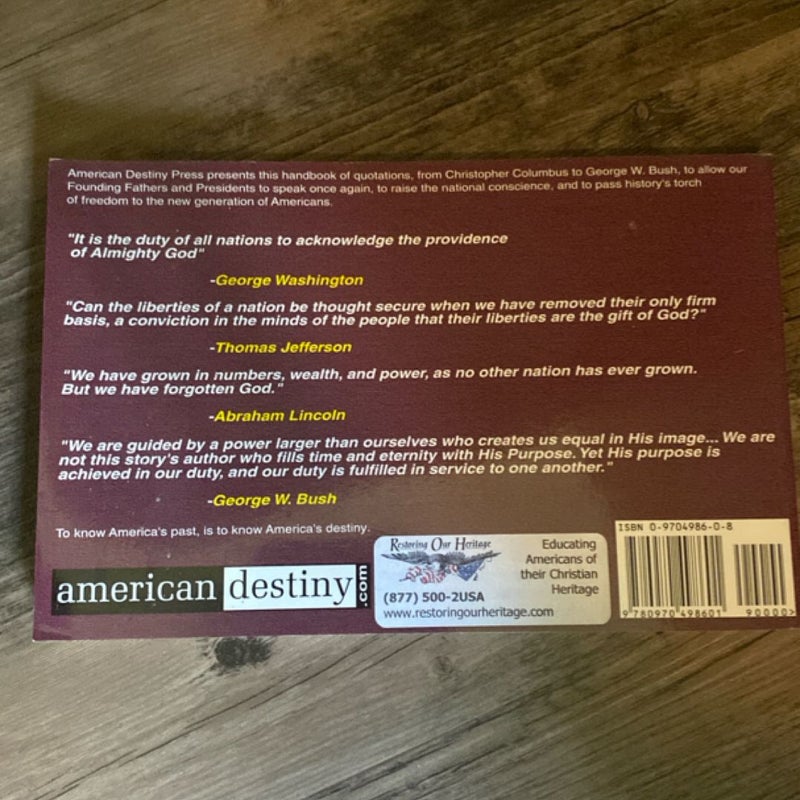 American Destiny Press presents this handbook of quotations, from Christopher Columbus to George W. Bush, to allow our
Founding Fathers and Presidents to speak once again, to raise the national conscience, and to pass history's torch
of freedom to the new generation of Americans.
"It is the duty of all nations to acknowledge the providence
of Almighty God"
-George Washington
"Can the liberties of a nation be thought secure when we have removed their only firm
basis, a conviction in the minds of the people that their liberties are the gift of God?"
-Thomas Jefferson
"We have grown in numbers, wealth, and power, as no other nation has ever grown.
But we have forgotten God."
-Abraham Lincoln
"We are guided by a power larger than ourselves who creates us equal in His image... We are
not this story's author who fills time and eternity with His Purpose. Yet His purpose is
achieved in our duty, and our duty is fulfilled in service to one another."
-George W. Bush
To know America's past, is to know America's destiny.
american destiny .com
Restoring Our Heritage
(877) 500-2USA
www.restoringourheritage.com
Educating
Americans of
their Christian
Heritage
ISBN 0-9704986-0-8
9 780970 498601
90000>